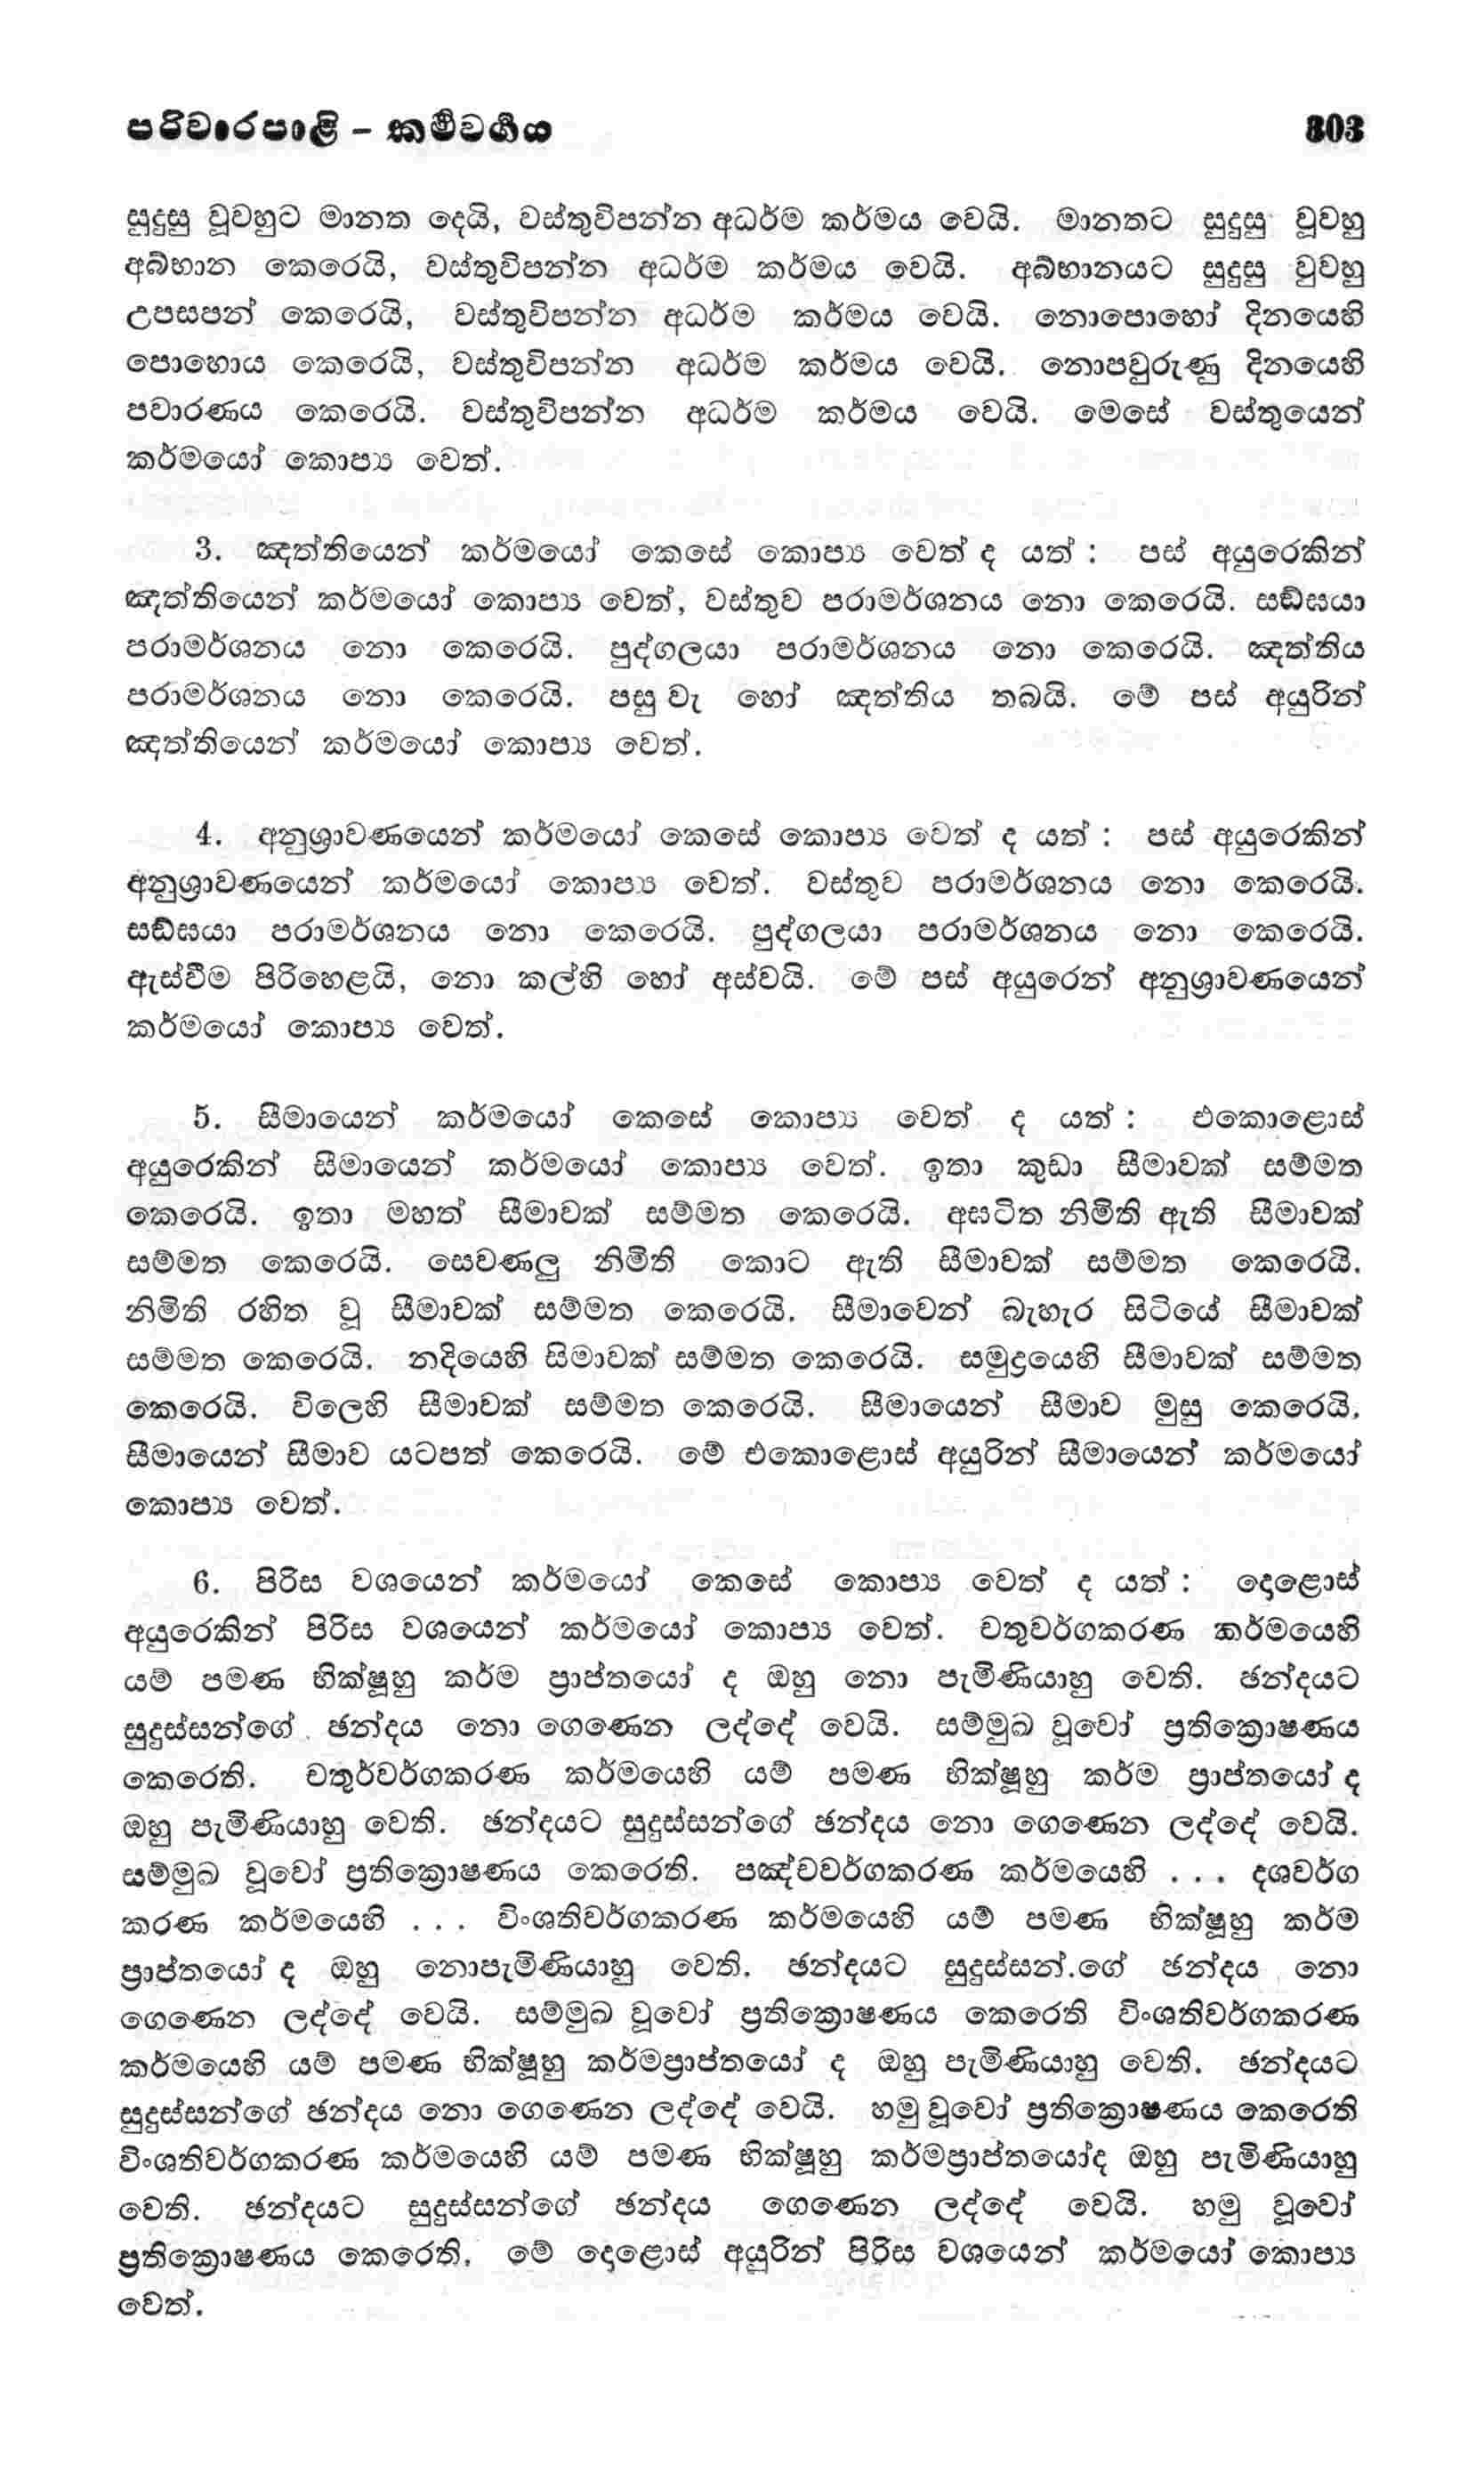 පරිවාරපාළි – කර්මවර්ගය 303
සුදුසු වූවහුට මානත දෙයි, වස්තුවිපන්න අධර්ම කර්මය වෙයි. මානතට සුදුසු වූවහු
අබ්භාන කෙරෙයි, වස්තුවිපන්න අධර්ම කර්මය වෙයි. අබ්භානයට සුදුසු වූවහු
උපසපන් කෙරෙයි, වස්තුවිපන්න අධර්ම කර්මය වෙයි. නොපොහෝ දිනයෙහි
පොහොය කෙරෙයි, වස්තුවිපන්න අධර්ම කර්මය වෙයි. නොපවුරුණු දිනයෙහි
පවාරණය කෙරෙයි. වස්තුවිපන්න අධර්ම කර්මය වෙයි. මෙසේ වස්තුයෙන්
කර්මයෝ කොප්‍ය වෙත්.
3. ඤත්තියෙන් කර්මයෝ කෙසේ කොප්‍ය වෙත් ද යත් : පස් අයුරෙකින්
ඤත්තියෙන් කර්මයෝ කොප්‍ය වෙත්, වස්තුව පරාමර්ශනය නො කෙරෙයි. සඞ්ඝයා
පරාමර්ශනය නො කෙරෙයි. පුද්ගලයා පරාමර්ශනය නො කෙරෙයි. ඤත්තිය
පරාමර්ශනය නො කෙරෙයි. පසු වැ හෝ ඤත්තිය තබයි. මේ පස් අයුරින්
ඤත්තියෙන් කර්මයෝ කොප්‍ය වෙත්.
4. අනුශ්‍රාවණයෙන් කර්මයෝ කෙසේ කොප්‍ය වෙත් ද යත් : පස් අයුරෙකින්
අනුශ්‍රාවණයෙන් කර්මයෝ කොප්‍ය වෙත්. වස්තුව පරාමර්ශනය නො කෙරෙයි.
සඞ්ඝයා පරාමර්ශනය නො කෙරෙයි. පුද්ගලයා පරාමර්ශනය නො කෙරෙයි.
ඇස්වීම පිරිහෙළයි, නො කල්හි හෝ අස්වයි. මේ පස් අයුරෙන් අනුශ්‍රාවණයෙන්
කර්මයෝ කොප්‍ය වෙත්.
5. සීමායෙන් කර්මයෝ කෙසේ කොප්‍ය වෙත් ද යත් : එකොළොස්
අයුරෙකින් සීමායෙන් කර්මයෝ කොප්‍ය වෙත්. ඉතා කුඩා සීමාවක් සම්මත
කෙරෙයි. ඉතා මහත් සීමාවක් සම්මත කෙරෙයි. අඝටිත නිමිති ඇති සීමාවක්
සම්මත කෙරෙයි. සෙවණලු නිමිති කොට ඇති සීමාවක් සම්මත කෙරෙයි.
නිමිති රහිත වූ සීමාවක් සම්මත කෙරෙයි. සීමාවෙන් බැහැර සිටියේ සීමාවක්
සම්මත කෙරෙයි. නදියෙහි සිමාවක් සම්මත කෙරෙයි. සමුද්‍රයෙහි සීමාවක් සම්මත
කෙරෙයි. විලෙහි සීමාවක් සම්මත කෙරෙයි. සීමායෙන් සීමාව මුසු කෙරෙයි.
සීමායෙන් සීමාව යටපත් කෙරෙයි. මේ එකොළොස් අයුරින් සීමායෙන් කර්මයෝ
කොප්‍ය වෙත්.
6. පිරිස වශයෙන් කර්මයෝ කෙසේ කොප්‍ය වෙත් ද යත් : දෙළොස්
අයුරෙකින් පිරිස වශයෙන් කර්මයෝ කොප්‍ය වෙත්. චතුවර්ගකරණ කර්මයෙහි
යම් පමණ භික්ෂූහු කර්ම ප්‍රාප්තයෝ ද ඔහු නො පැමිණියාහු වෙති. ඡන්දයට
සුදුස්සන්ගේ ඡන්දය නො ගෙණෙන ලද්දේ වෙයි. සම්මුඛ වූවෝ ප්‍රතික්‍රොෂණය
කෙරෙති. චතුර්වර්ගකරණ කර්මයෙහි යම් පමණ භික්ෂූහු කර්ම ප්‍රාප්තයෝ ද
ඔහු පැමිණියාහු වෙති. ඡන්දයට සුදුස්සන්ගේ ඡන්දය නො ගෙණෙන ලද්දේ වෙයි.
සම්මුඛ වූවෝ ප්‍රතික්‍රොෂණය කෙරෙති. පඤ්චවර්ගකරණ කර්මයෙහි . . . දශවර්ග
කරණ කර්මයෙහි . . . විංශතිවර්ගකරණ කර්මයෙහි යම් පමණ භික්ෂූහු කර්ම
ප්‍රාප්තයෝ ද ඔහු නොපැමිණියාහු වෙති. ඡන්දයට සුදුස්සන්.ගේ ඡන්දය නො
ගෙණෙන ලද්දේ වෙයි. සම්මුඛ වූවෝ ප්‍රතික්‍රොෂණය කෙරෙති විංශතිවර්ගකරණ
කර්මයෙහි යම් පමණ භික්ෂූහු කර්මප්‍රාප්තයෝ ද ඔහු පැමිණියාහු වෙති. ඡන්දයට
සුදුස්සන්ගේ ඡන්දය නො ගෙණෙන ලද්දේ වෙයි. හමු වූවෝ ප්‍රතික්‍රොෂණය කෙරෙති
විංශතිවර්ගකරණ කර්මයෙහි යම් පමණ භික්ෂූහු කර්මප්‍රාප්තයෝද ඔහු පැමිණියාහු
වෙති. ඡන්දයට සුදුස්සන්ගේ ඡන්දය ගෙණෙන ලද්දේ වෙයි. හමු වූවෝ
ප්‍රතික්‍රොෂණය කෙරෙති. මේ දෙළොස් අයුරින් පිරිස වශයෙන් කර්මයෝ කොප්‍ය
වෙත්.